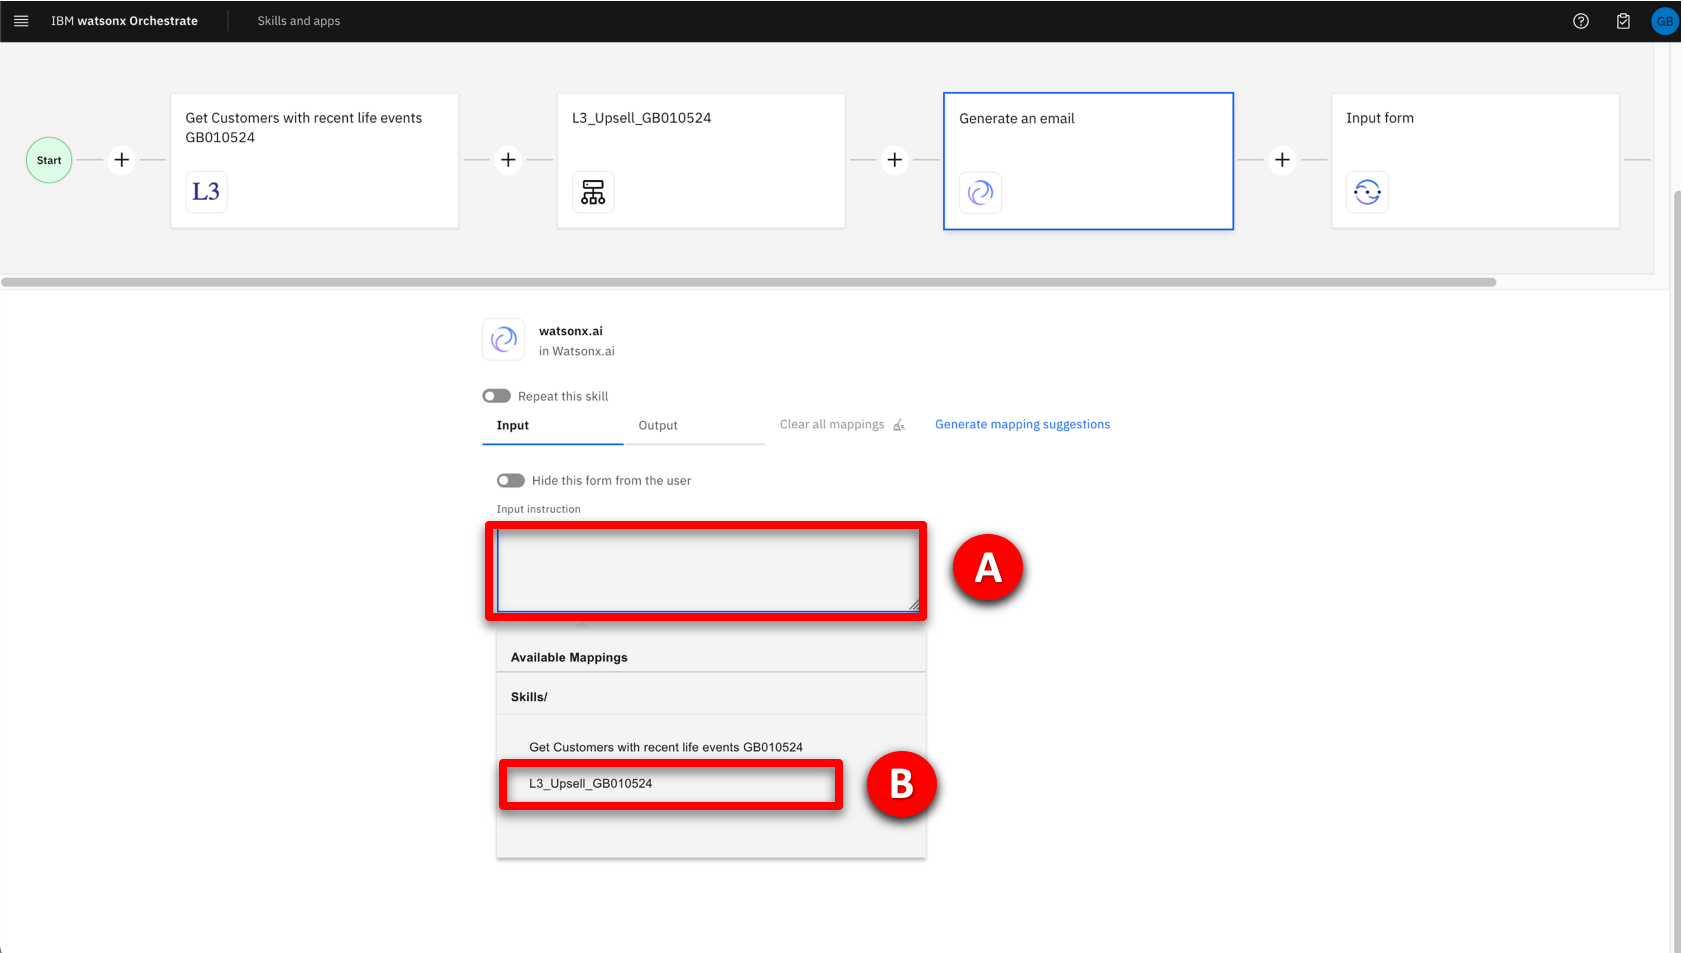 IBM watsonx Orchestrate
Skills and apps
GB
Start
Get Customers with recent life events
GB010524
L3
L3_Upsell_GB010524
Generate an email
Input form
watsonx.ai
in Watsonx.ai
Repeat this skill
Input
Output
Clear all mappings
Generate mapping suggestions
Hide this form from the user
Input instruction
A
Available Mappings
Skills/
Get Customers with recent life events GB010524
L3_Upsell_GB010524
B